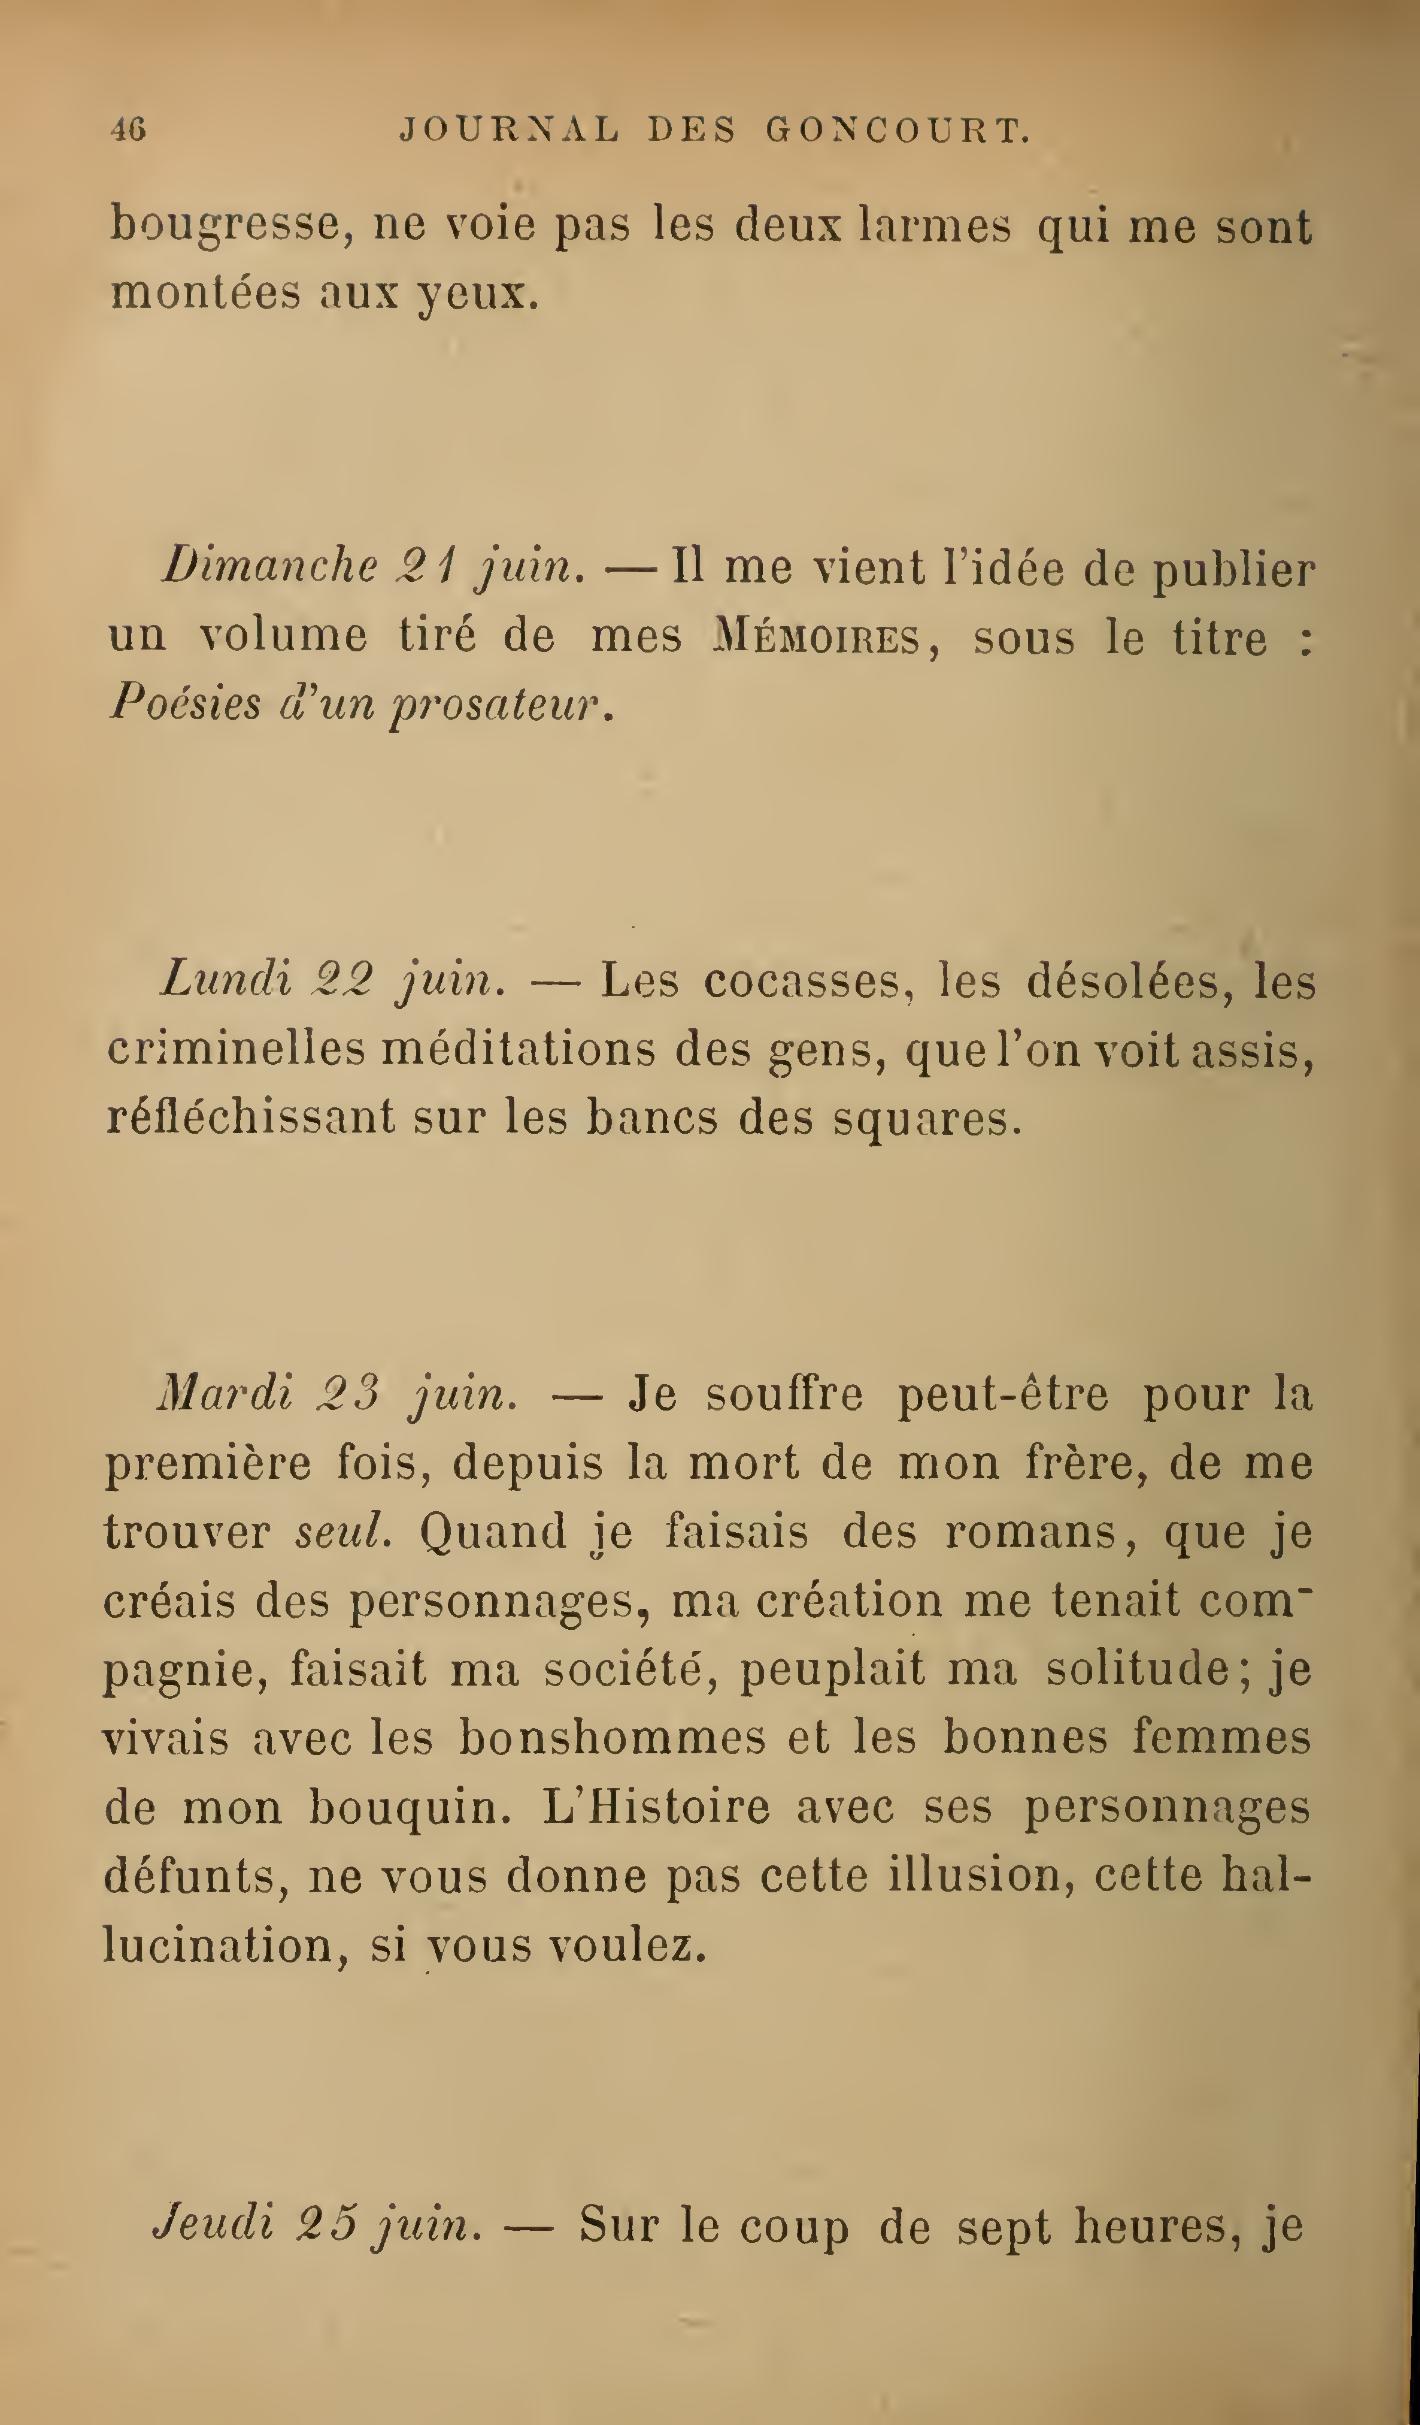 46 JOURNAL DES GONCOURT.
bougresse, ne voie pas les deux larmes qui me sont
montées aux yeux.
Dimanche 21 juin. — Il me vient l'idée de publier
un volume tiré de mes MÉMOIRES, sous le titre :
Poésies d'un prosateur.
Lundi 22 juin. — Les cocasses, les désolées, les
criminelles méditations des gens, que l'on voit assis,
réfléchissant sur les bancs des squares.
Mardi 23 juin. — Je souffre peut-être pour la
première fois, depuis la mort de mon frère, de me
trouver seul. Quand je faisais des romans, que je
créais des personnages, ma création me tenait com-
pagnie, faisait ma société, peuplait ma solitude; je
vivais avec les bonshommes et les bonnes femmes
de mon bouquin. L'Histoire avec ses personnages
défunts, ne vous donne pas cette illusion, cette hal-
lucination, si vous voulez.
Jeudi 25 juin. — Sur le coup de sept heures, je